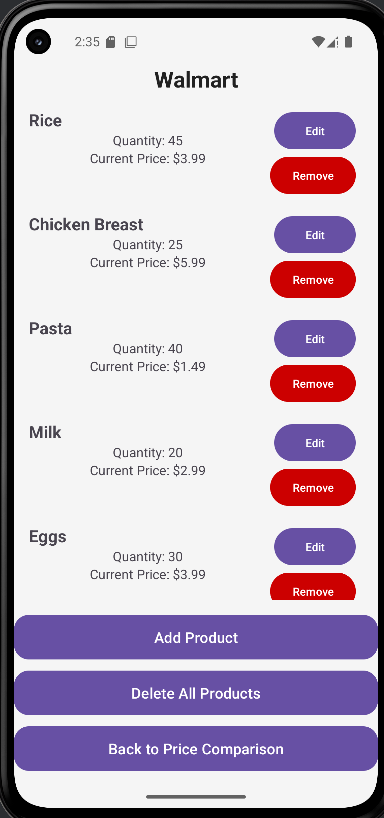 2:35
Walmart
Rice
Quantity: 45
Current Price: $3.99
Edit
Remove
Chicken Breast
Quantity: 25
Current Price: $5.99
Edit
Remove
Pasta
Quantity: 40
Current Price: $1.49
Edit
Remove
Milk
Quantity: 20
Current Price: $2.99
Edit
Remove
Eggs
Quantity: 30
Current Price: $3.99
Edit
Remove
Add Product
Delete All Products
Back to Price Comparison